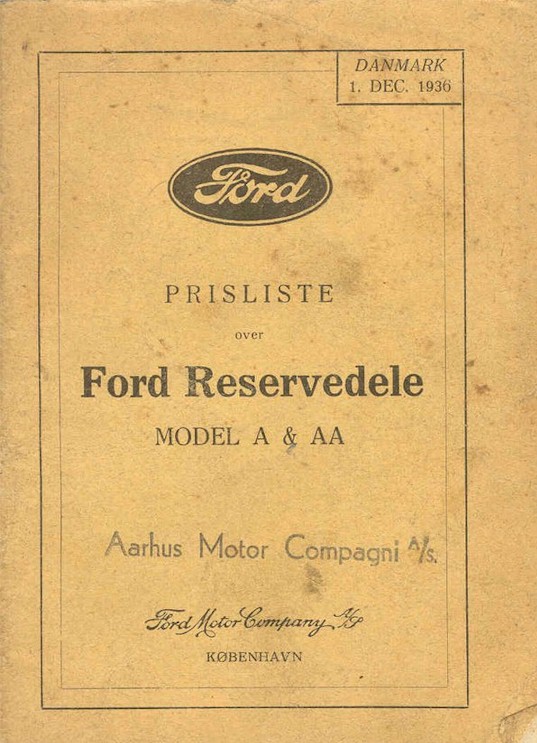 DANMARK
1. DEC. 1936
Ford
PRISLISTE
over
Ford Reservedele
MODEL A & AA
Aarhus Motor Compagni A/S.
Ford Motor Company A/S
KØBENHAVN